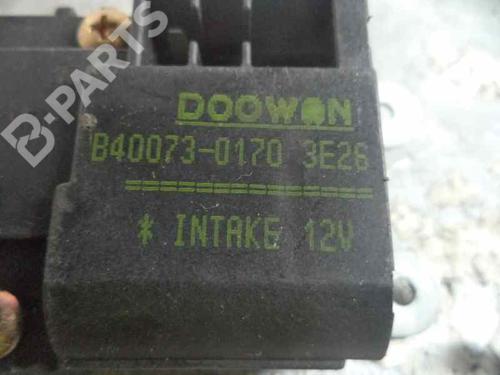 B-PARTS
DOOWON
B40073-0170 3E26
==================
* INTAKE 12V